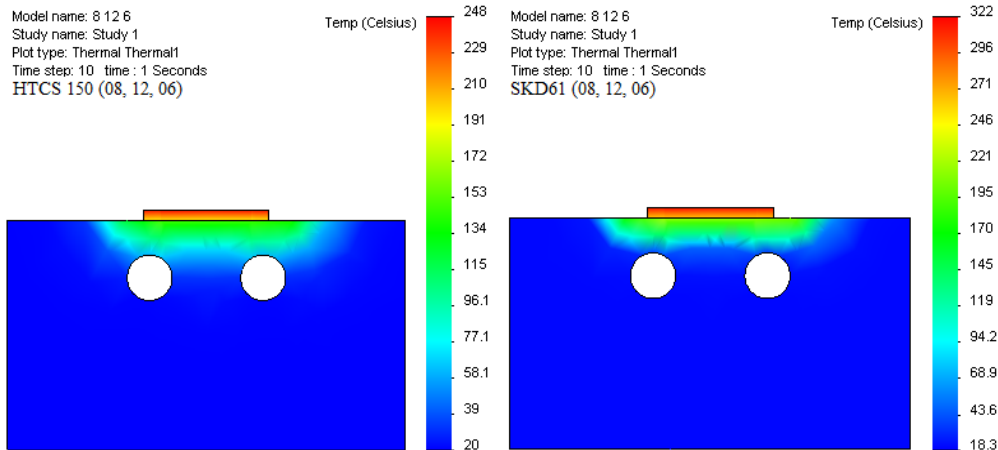 Model name: 8 12 6
Study name: Study 1
Plot type: Thermal Thermal1
Time step: 10 time : 1 Seconds
HTCS 150 (08, 12, 06)
Temp (Celsius)
248
229
210
191
172
153
134
115
96.1
77.1
58.1
39
20
Model name: 8 12 6
Study name: Study 1
Plot type: Thermal Thermal1
Time step: 10 time : 1 Seconds
SKD61 (08, 12, 06)
Temp (Celsius)
322
296
271
246
221
195
170
145
119
94.2
68.9
43.6
18.3